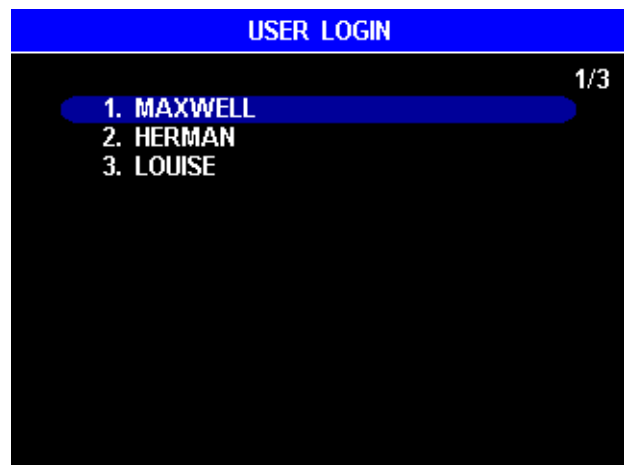 USER LOGIN
1/3
1. MAXWELL
2. HERMAN
3. LOUISE